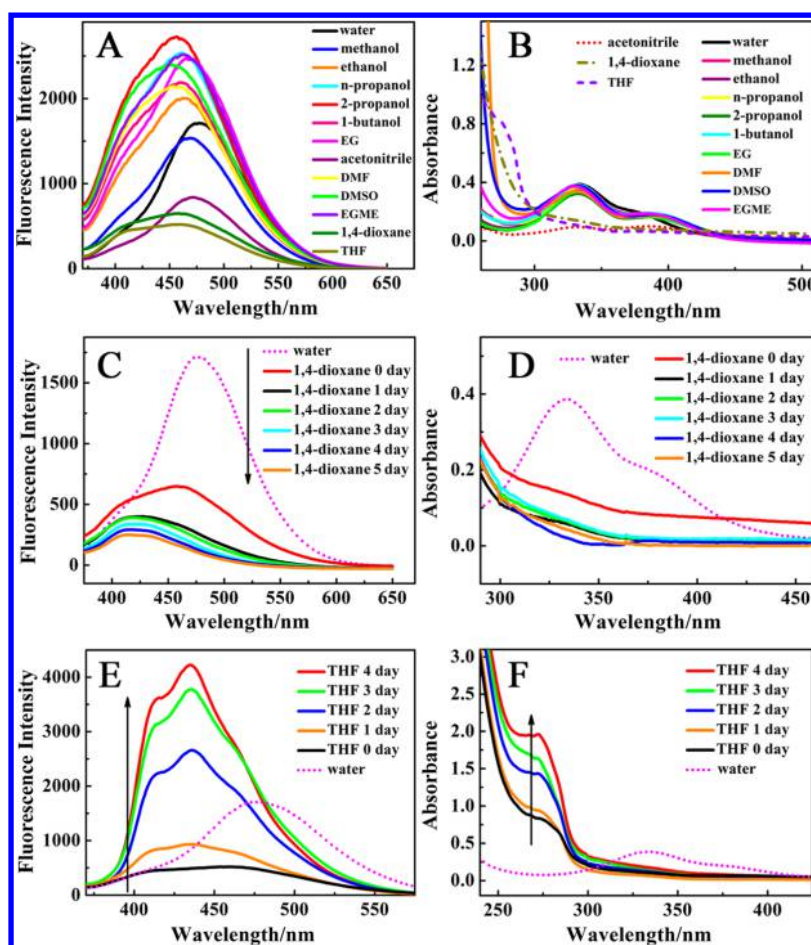 A
Fluorescence Intensity
2000
1000
0
400 450 500 550 600 650
Wavelength/nm
water
methanol
ethanol
n-propanol
2-propanol
1-butanol
EG
acetonitrile
DMF
DMSO
EGME
1,4-dioxane
THF
B
Absorbance
1.2
0.8
0.4
0.0
300 350 400 450 500
Wavelength/nm
acetonitrile
1,4-dioxane
THF
water
methanol
ethanol
n-propanol
2-propanol
1-butanol
EG
DMF
DMSO
EGME
C
Fluorescence Intensity
1500
1000
500
0
400 450 500 550 600 650
Wavelength/nm
water
1,4-dioxane 0 day
1,4-dioxane 1 day
1,4-dioxane 2 day
1,4-dioxane 3 day
1,4-dioxane 4 day
1,4-dioxane 5 day
D
Absorbance
0.4
0.2
0.0
300 350 400 450
Wavelength/nm
water
1,4-dioxane 0 day
1,4-dioxane 1 day
1,4-dioxane 2 day
1,4-dioxane 3 day
1,4-dioxane 4 day
1,4-dioxane 5 day
E
Fluorescence Intensity
4000
3000
2000
1000
0
400 450 500 550
Wavelength/nm
THF 4 day
THF 3 day
THF 2 day
THF 1 day
THF 0 day
water
F
Absorbance
3.0
2.5
2.0
1.5
1.0
0.5
0.0
250 300 350 400
Wavelength/nm
THF 4 day
THF 3 day
THF 2 day
THF 1 day
THF 0 day
water